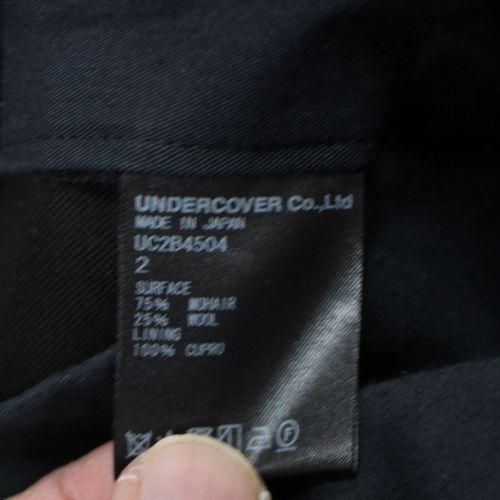 UNDERCOVER Co.,Ltd
MADE IN JAPAN
UC2B4504
2
SURFACE
75% MOHAIR
25% WOOL
LINING
100% CUPRO
F